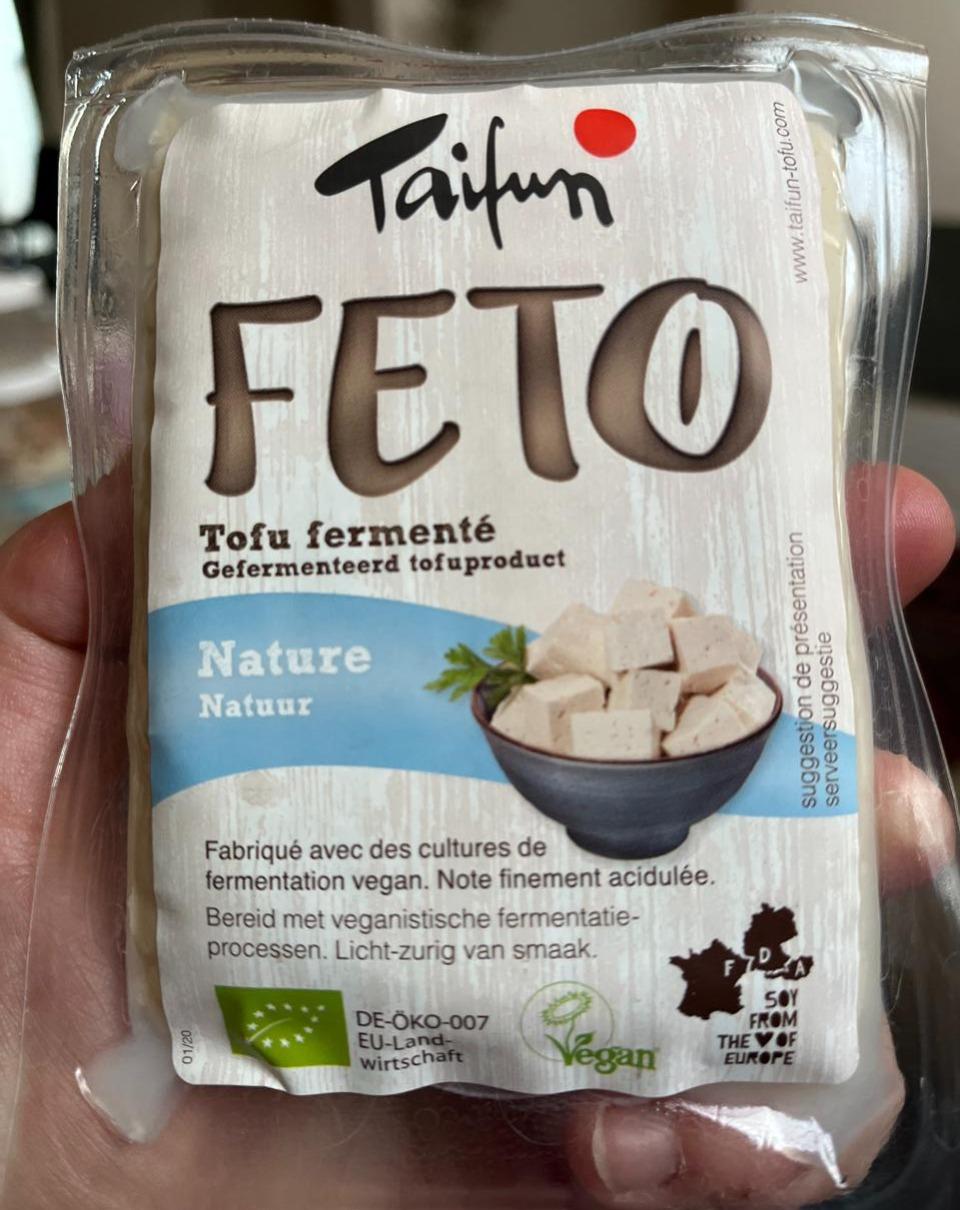 Taifun
www.taifun-tofu.com
FETO
Tofu fermenté
Gefermenteerd tofuproduct
Nature
Natuur
suggestion de présentation
serveersuggestie
Fabriqué avec des cultures de
fermentation vegan. Note finement acidulée.
Bereid met veganistische fermentatie-
processen. Licht-zurig van smaak.
F D A
SOY
FROM
THE ♥ OF
EUROPE
01/20
DE-ÖKO-007
EU-Land-
wirtschaft
Vegan